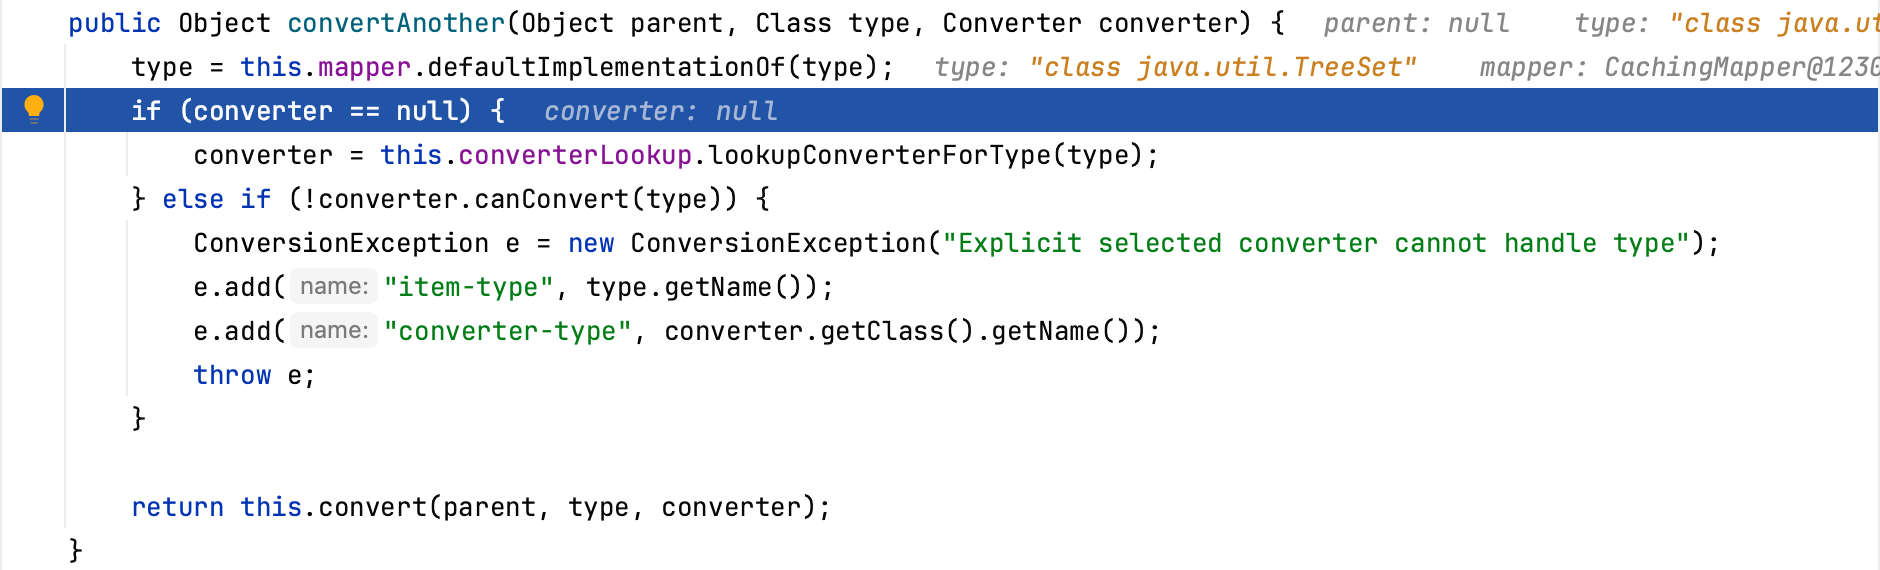 public Object convertAnother(Object parent, Class type, Converter converter) {  parent: null    type: "class java.ut
    type = this.mapper.defaultImplementationOf(type);  type: "class java.util.TreeSet"    mapper: CachingMapper@1230
    if (converter == null) {  converter: null
        converter = this.converterLookup.lookupConverterForType(type);
    } else if (!converter.canConvert(type)) {
        ConversionException e = new ConversionException("Explicit selected converter cannot handle type");
        e.add( name: "item-type", type.getName());
        e.add( name: "converter-type", converter.getClass().getName());
        throw e;
    }
    return this.convert(parent, type, converter);
}